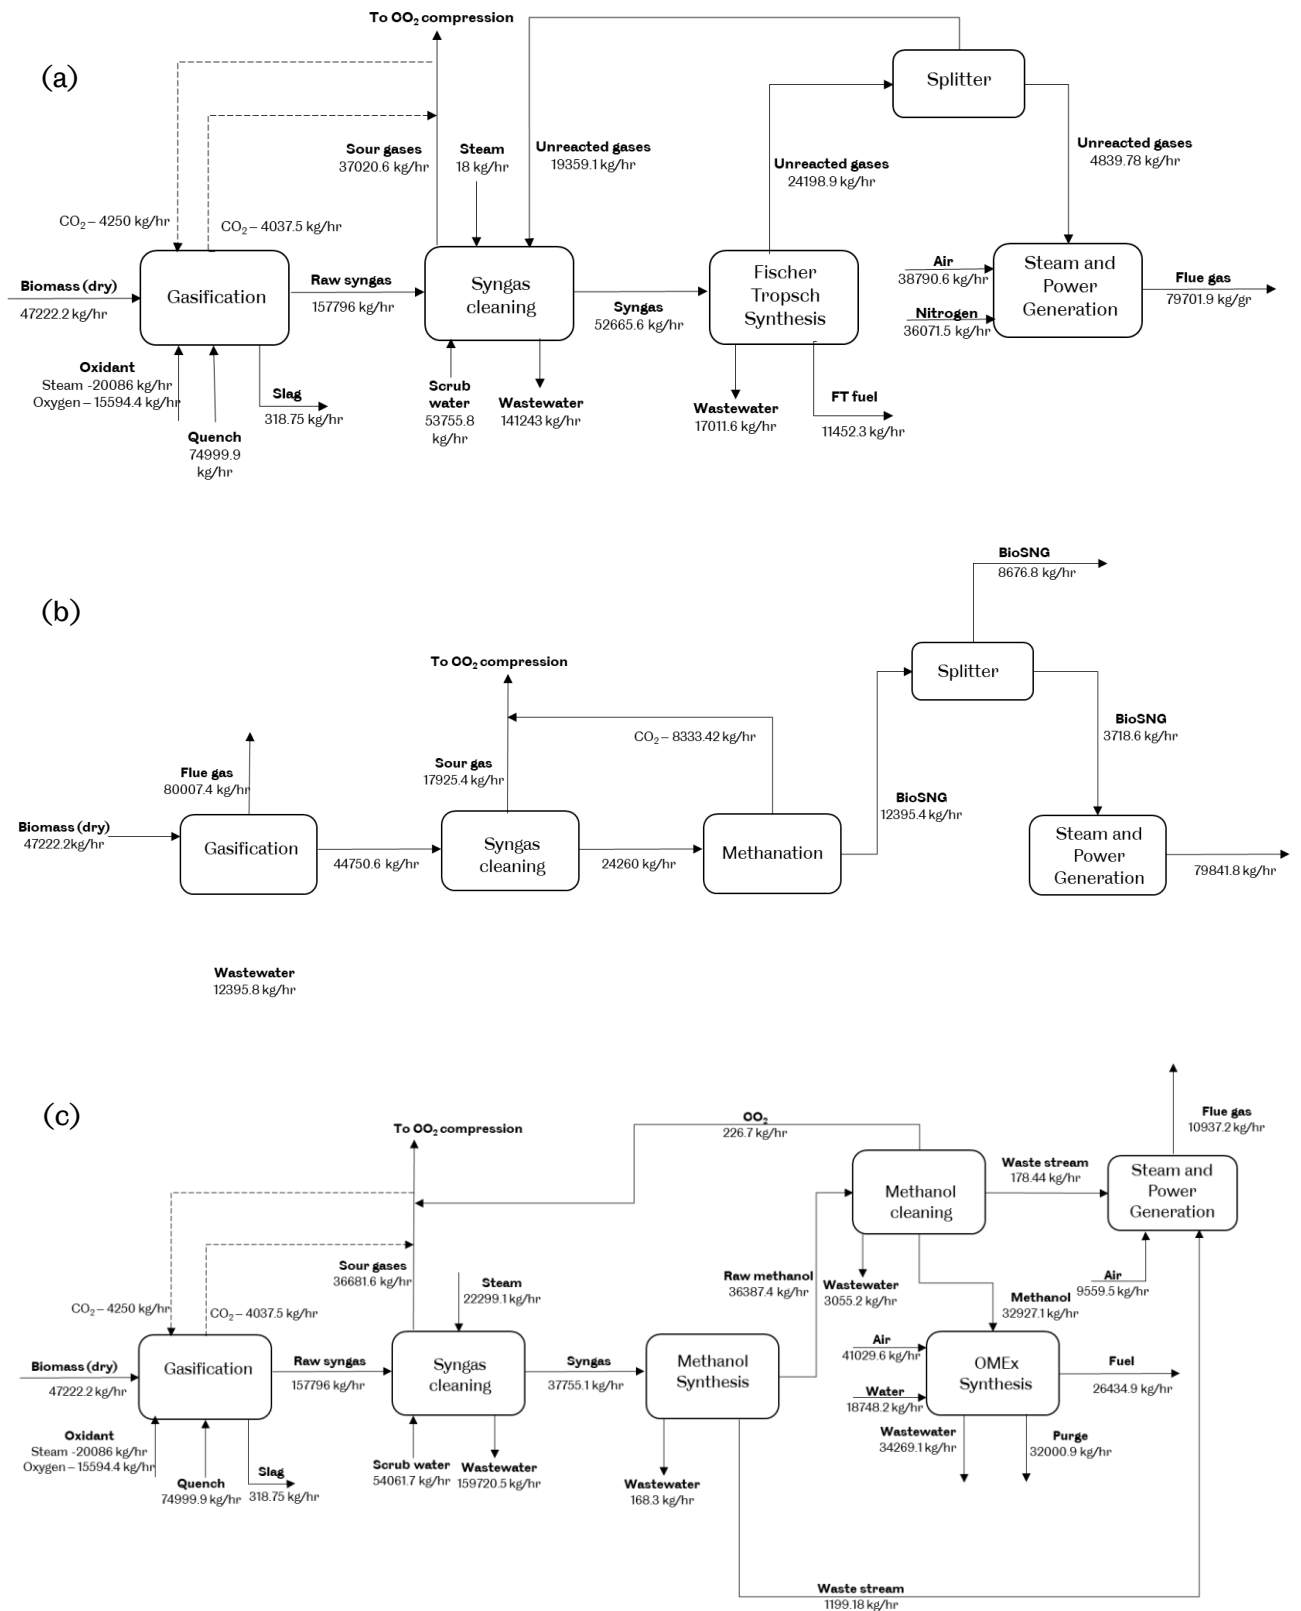 (a)
To CO₂ compression
Splitter
Sour gases
37020.6 kg/hr
Steam
18 kg/hr
Unreacted gases
19359.1 kg/hr
Unreacted gases
24198.9 kg/hr
Unreacted gases
4839.78 kg/hr
CO₂ – 4250 kg/hr
CO₂ – 4037.5 kg/hr
Biomass (dry)
47222.2 kg/hr
Gasification
Raw syngas
157796 kg/hr
Syngas
cleaning
Syngas
52665.6 kg/hr
Fischer
Tropsch
Synthesis
Air
38790.6 kg/hr
Nitrogen
36071.5 kg/hr
Steam and
Power
Generation
Flue gas
79701.9 kg/gr
Oxidant
Steam -20086 kg/hr
Oxygen – 15594.4 kg/hr
Quench
74999.9
kg/hr
Slag
318.75 kg/hr
Scrub
water
53755.8
kg/hr
Wastewater
141243 kg/hr
Wastewater
17011.6 kg/hr
FT fuel
11452.3 kg/hr
(b)
BioSNG
8676.8 kg/hr
To CO₂ compression
Splitter
CO₂ – 8333.42 kg/hr
BioSNG
3718.6 kg/hr
Flue gas
80007.4 kg/hr
Sour gas
17925.4 kg/hr
BioSNG
12395.4 kg/hr
Biomass (dry)
47222.2kg/hr
Gasification
44750.6 kg/hr
Syngas
cleaning
24260 kg/hr
Methanation
Steam and
Power
Generation
79841.8 kg/hr
Wastewater
12395.8 kg/hr
(c)
To CO₂ compression
CO₂
226.7 kg/hr
Flue gas
10937.2 kg/hr
Methanol
cleaning
Waste stream
178.44 kg/hr
Steam and
Power
Generation
Sour gases
36681.6 kg/hr
Steam
22299.1 kg/hr
Raw methanol
36387.4 kg/hr
Wastewater
3055.2 kg/hr
Methanol
32927.1 kg/hr
Air
9559.5 kg/hr
CO₂ – 4250 kg/hr
CO₂ – 4037.5 kg/hr
Biomass (dry)
47222.2 kg/hr
Gasification
Raw syngas
157796 kg/hr
Syngas
cleaning
Syngas
37755.1 kg/hr
Methanol
Synthesis
Air
41029.6 kg/hr
Water
18748.2 kg/hr
OMEx
Synthesis
Fuel
26434.9 kg/hr
Oxidant
Steam -20086 kg/hr
Oxygen – 15594.4 kg/hr
Quench
74999.9 kg/hr
Slag
318.75 kg/hr
Scrub water
54061.7 kg/hr
Wastewater
159720.5 kg/hr
Wastewater
168.3 kg/hr
Wastewater
34269.1 kg/hr
Purge
32000.9 kg/hr
Waste stream
1199.18 kg/hr